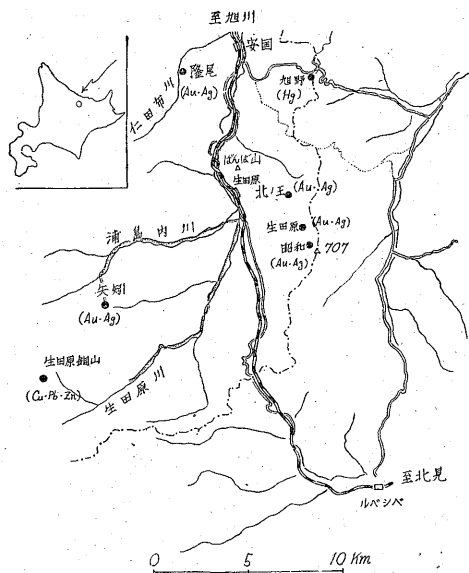 至旭川
安国
隆尾
(Au-Ag)
旭野
(Hg)
仁田布川
ばんば山
生田原
北ノ王
(Au-Ag)
生田原
(Au-Ag)
昭和
(Au-Ag)
707
浦島内川
矢矧
(Au-Ag)
生田原銅山
(Cu-Pb-Zn)
生田原川
至北見
ルベシベ
0 5 10 Km